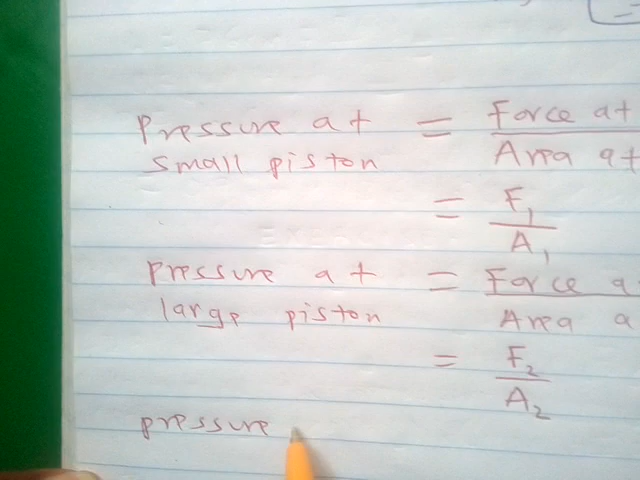 Pressure at = Force at
small piston Area at
= F₁
A₁
pressure at = Force a
large piston Area a
= F₂
A₂
pressure